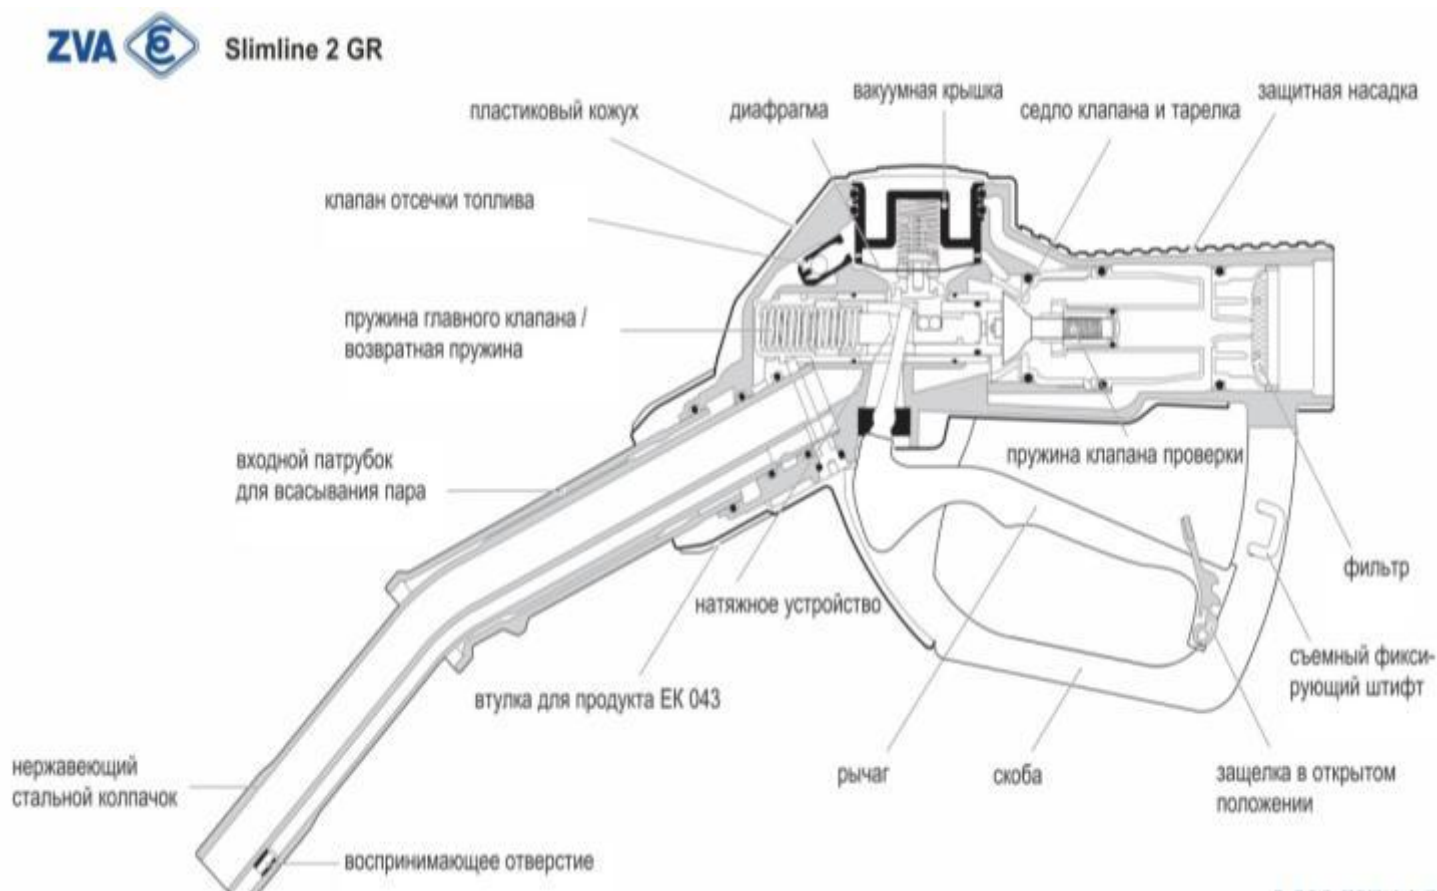 ZVA Slimline 2 GR
вакуумная крышка
защитная насадка
пластиковый кожух
диафрагма
седло клапана и тарелка
клапан отсечки топлива
пружина главного клапана /
возвратная пружина
входной патрубок
для всасывания пара
пружина клапана проверки
фильтр
натяжное устройство
съемный фикси-
рующий штифт
втулка для продукта ЕК 043
нержавеющий
стальной колпачок
рычаг
скоба
защелка в открытом
положении
воспринимающее отверстие